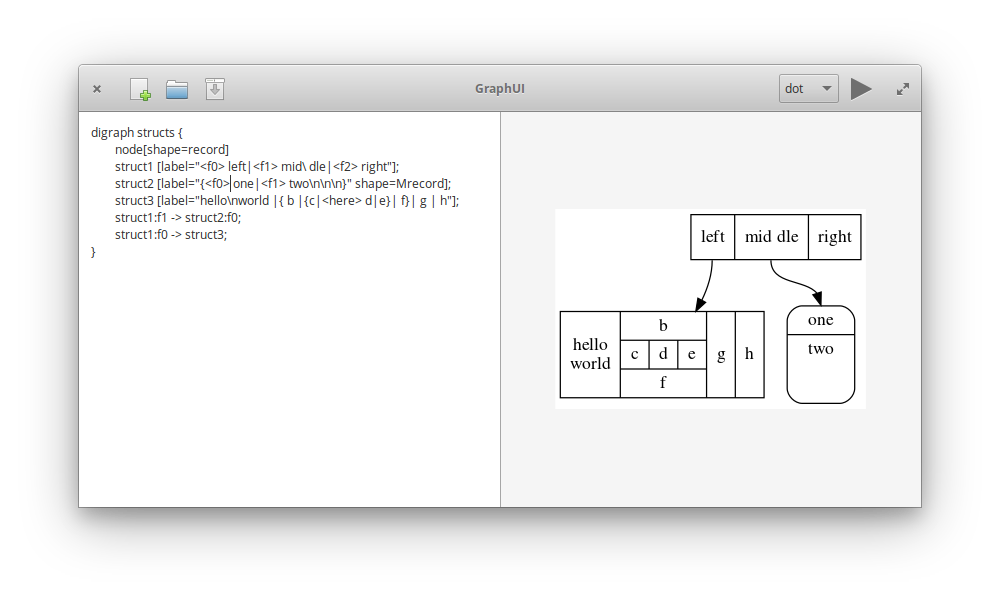 GraphUI
dot
digraph structs {
node[shape=record]
struct1 [label="<f0> left|<f1> mid\ dle|<f2> right"];
struct2 [label="{<f0> one|<f1> two\n\n\n}" shape=Mrecord];
struct3 [label="hello\nworld |{ b |{c|<here> d|e}| f}| g | h"];
struct1:f1 -> struct2:f0;
struct1:f0 -> struct3;
}
left mid dle right
hello
world
b
c d e
f
g h
one
two